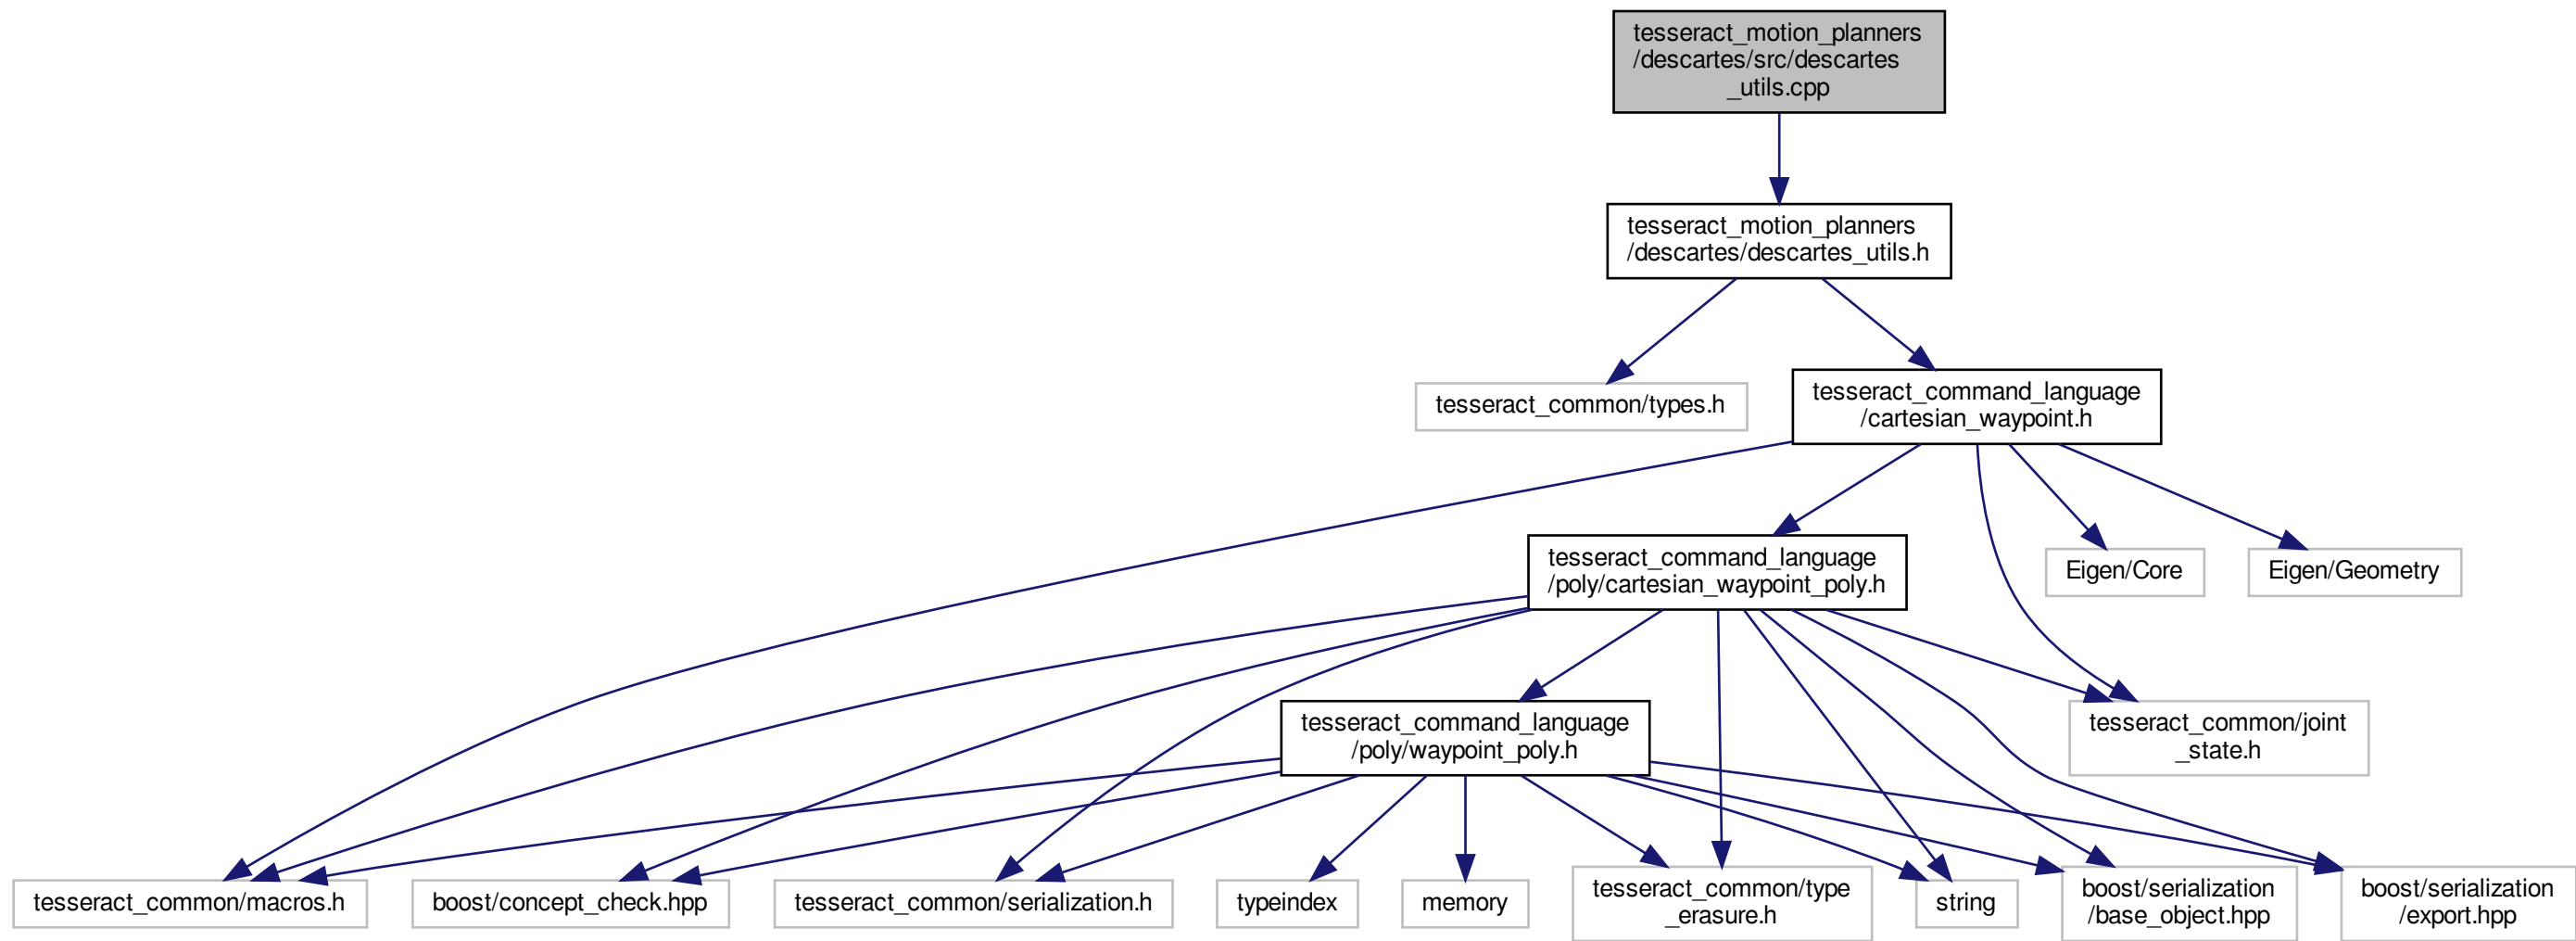 tesseract_motion_planners
/descartes/src/descartes
_utils.cpp
tesseract_motion_planners
/descartes/descartes_utils.h
tesseract_common/types.h
tesseract_command_language
/cartesian_waypoint.h
tesseract_command_language
/poly/cartesian_waypoint_poly.h
Eigen/Core
Eigen/Geometry
tesseract_command_language
/poly/waypoint_poly.h
tesseract_common/joint
_state.h
tesseract_common/macros.h
boost/concept_check.hpp
tesseract_common/serialization.h
typeindex
memory
tesseract_common/type
_erasure.h
string
boost/serialization
/base_object.hpp
boost/serialization
/export.hpp